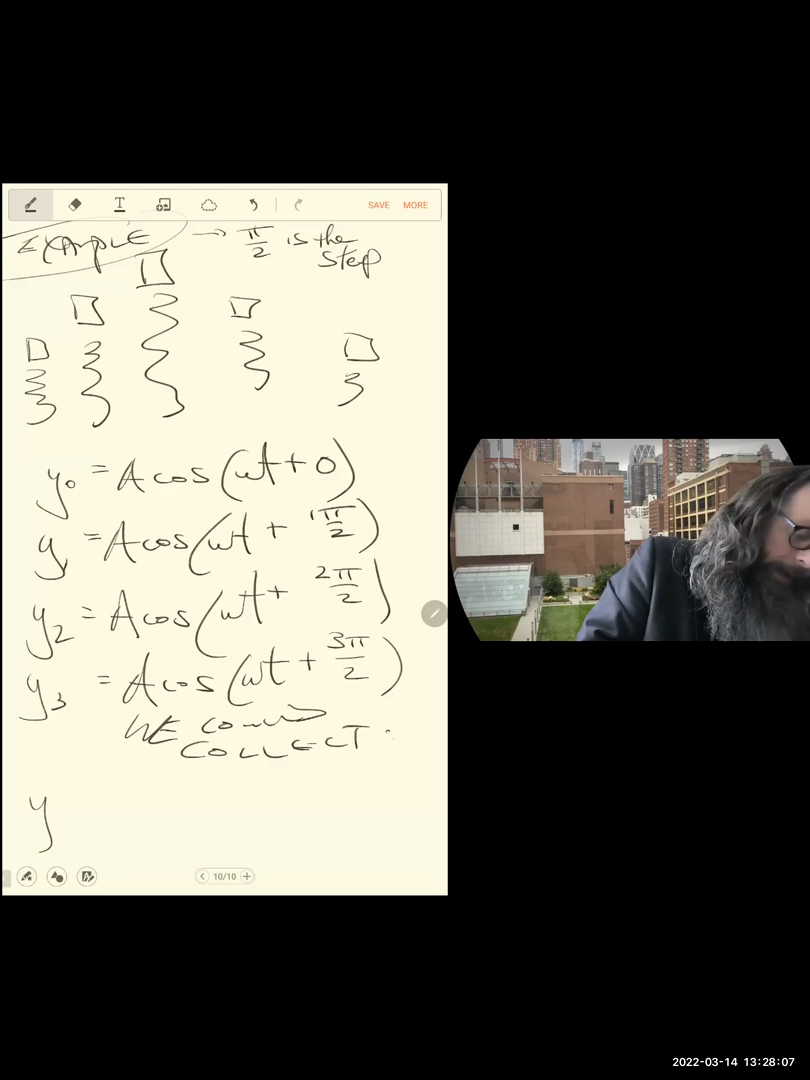 T SAVE MORE
EXAMPLE → π/2 is the
step
y₀ = A cos(ωt + 0)
y₁ = A cos(ωt + 1π/2)
y₂ = A cos(ωt + 2π/2)
y₃ = A cos(ωt + 3π/2)
WE
COLLECT
y
10/10
2022-03-14 13:28:07